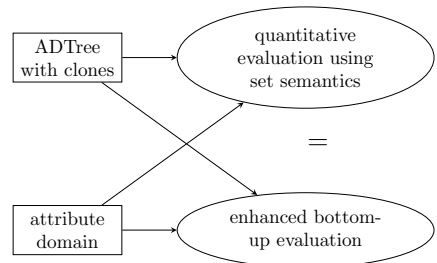 ADTree
with clones
quantitative
evaluation using
set semantics
=
attribute
domain
enhanced bottom-
up evaluation